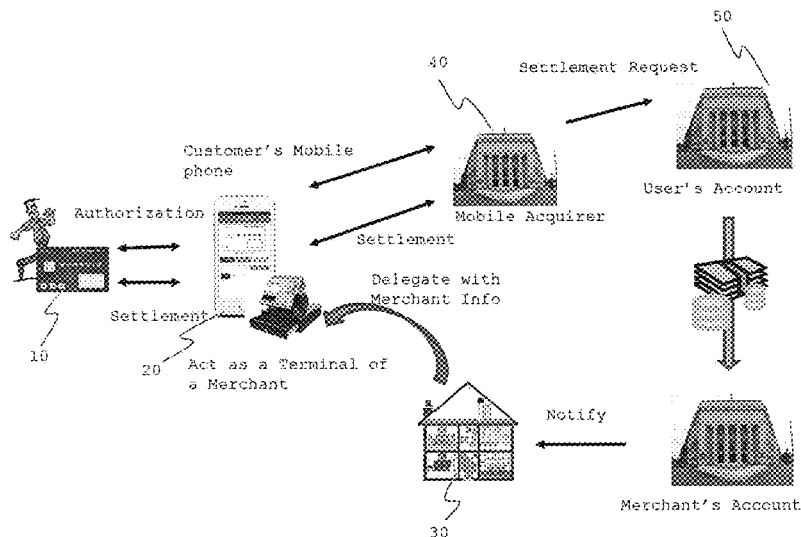 50
40
Settlement Request
Customer's Mobile
phone
User's Account
Mobile Acquirer
Authorization
Settlement
Delegate with
Merchant Info
Settlement
10
20
Act as a Terminal of
a Merchant
Notify
Merchant's Account
30